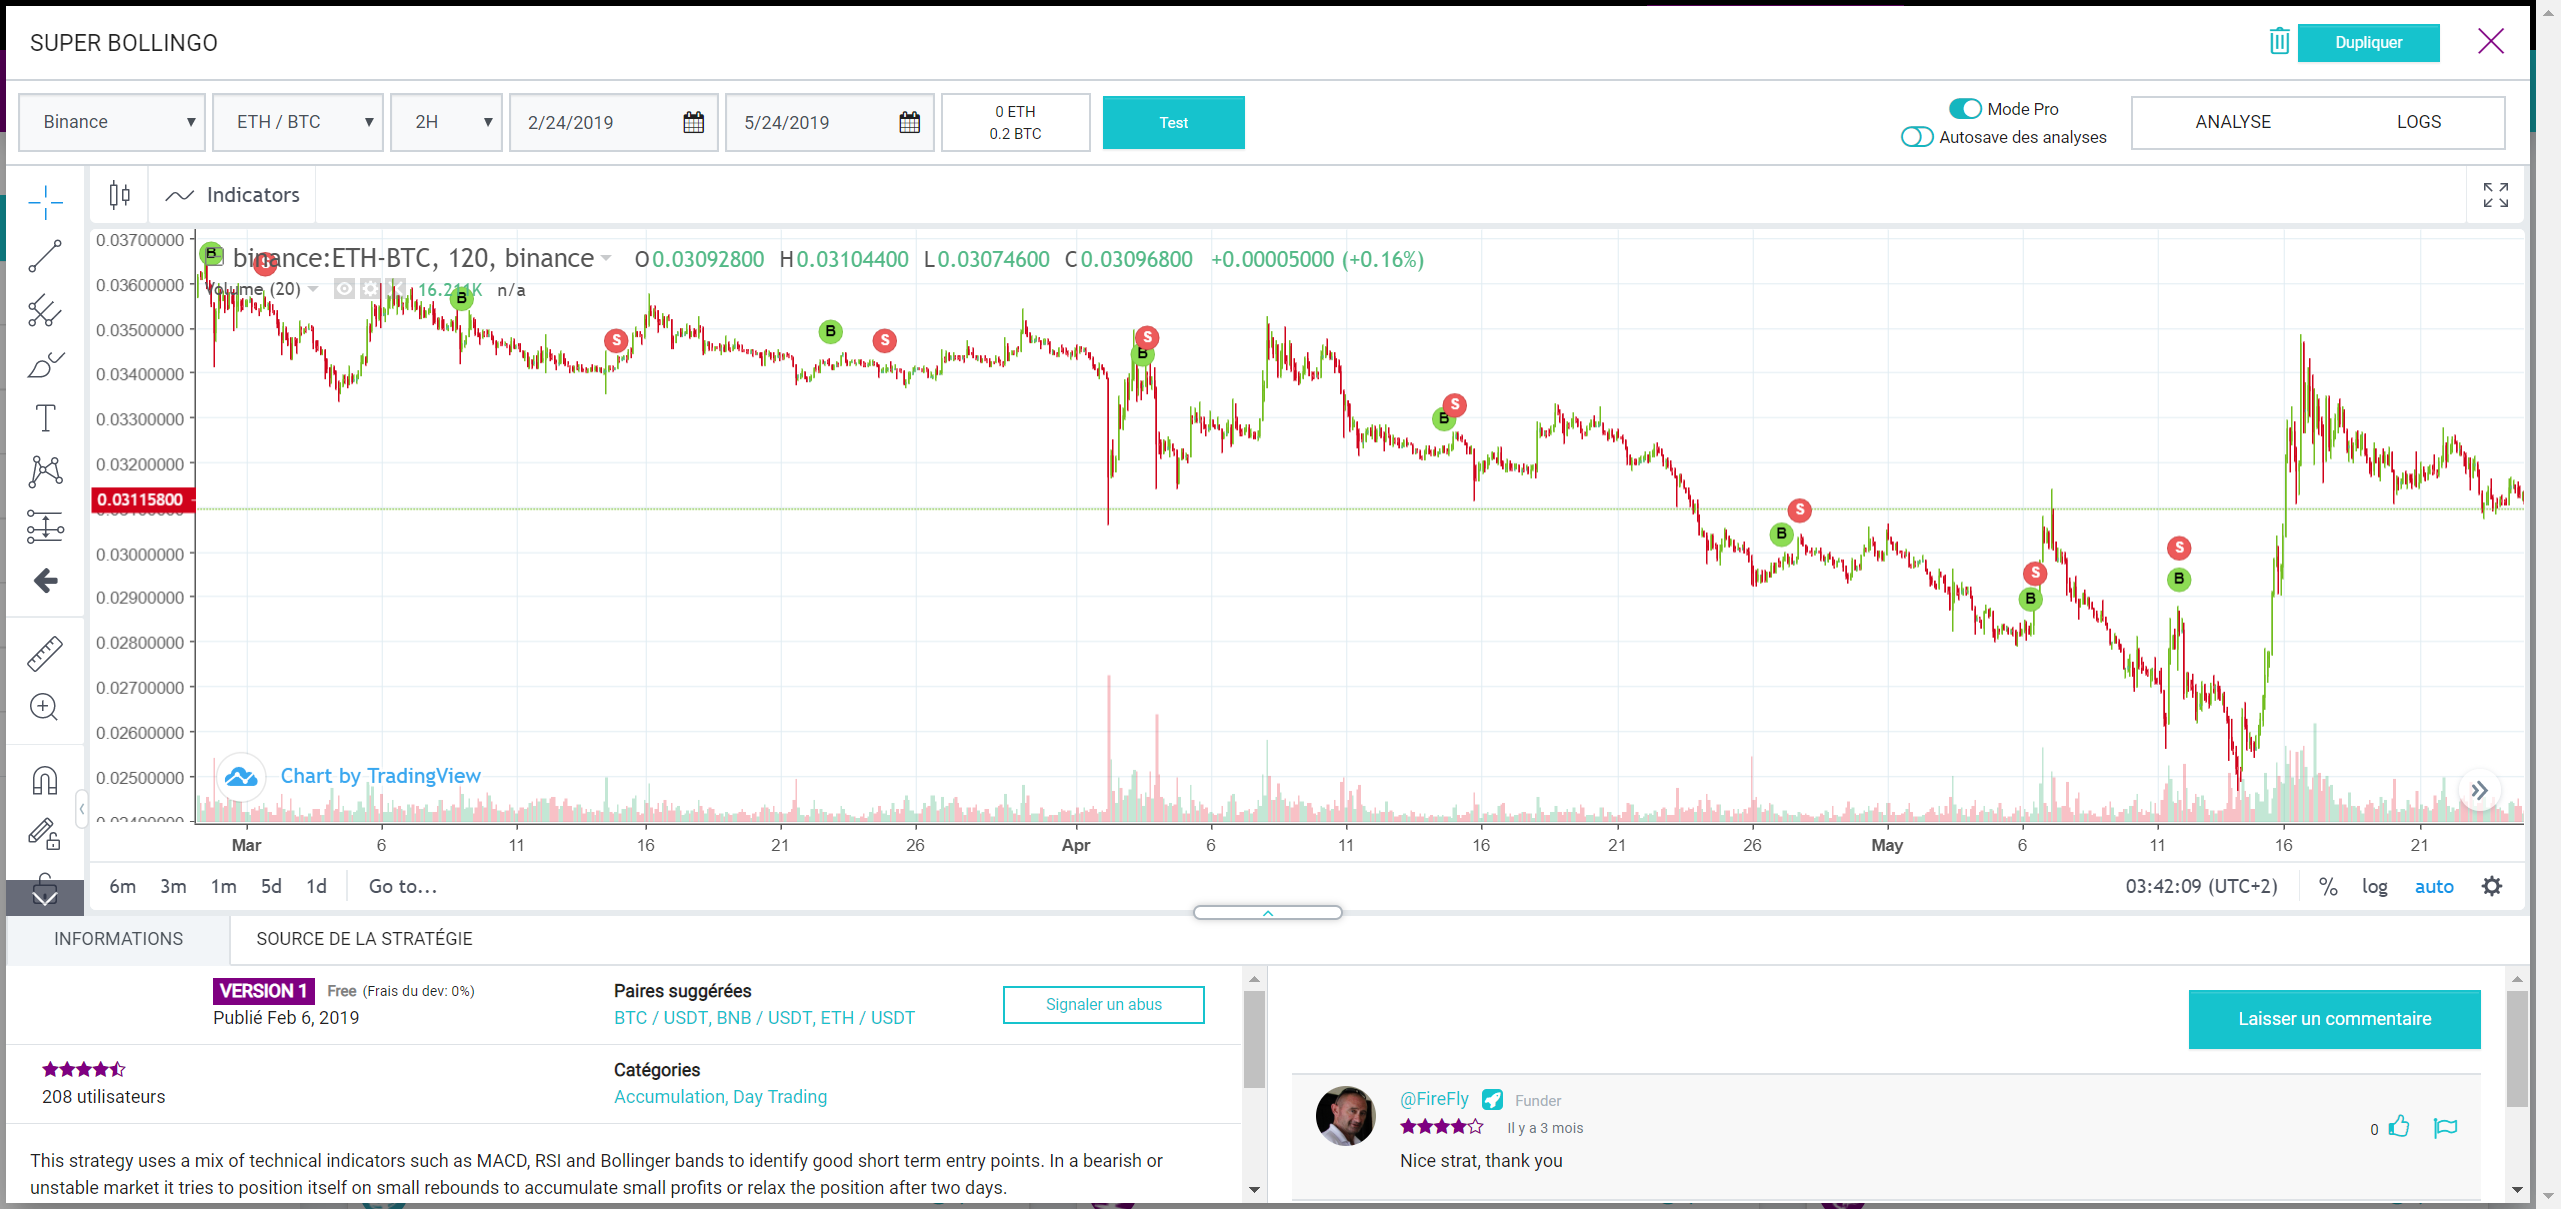 SUPER BOLLINGO
Dupliquer
Binance
ETH / BTC
2H
2/24/2019
5/24/2019
0 ETH
0.2 BTC
Test
Mode Pro
Autosave des analyses
ANALYSE
LOGS
Indicators
binance:ETH-BTC, 120, binance
O0.03092800 H0.03104400 L0.03074600 C0.03096800 +0.00005000 (+0.16%)
Volume (20)
n/a
0.03700000
0.03600000
0.03500000
0.03400000
0.03300000
0.03200000
0.03115800
0.03000000
0.02900000
0.02800000
0.02700000
0.02600000
0.02500000
B
B
S
B
S
S
B
B
S
B
S
S
B
S
B
Chart by TradingView
Mar 6 11 16 21 26 Apr 6 11 16 21 26 May 6 11 16 21
6m 3m 1m 5d 1d Go to...
03:42:09 (UTC+2) % log auto
INFORMATIONS
SOURCE DE LA STRATÉGIE
VERSION 1 Free (Frais du dev: 0%)
Publié Feb 6, 2019
Paires suggérées
BTC / USDT, BNB / USDT, ETH / USDT
Signaler un abus
208 utilisateurs
Catégories
Accumulation, Day Trading
This strategy uses a mix of technical indicators such as MACD, RSI and Bollinger bands to identify good short term entry points. In a bearish or
unstable market it tries to position itself on small rebounds to accumulate small profits or relax the position after two days.
Laisser un commentaire
@FireFly Funder
Il y a 3 mois
0
Nice strat, thank you